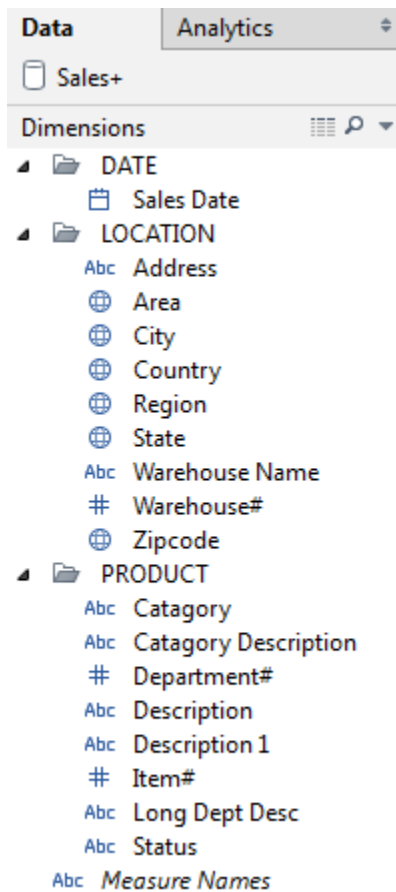 Data Analytics
Sales+
Dimensions
DATE
Sales Date
LOCATION
Abc Address
Area
City
Country
Region
State
Abc Warehouse Name
# Warehouse#
Zipcode
PRODUCT
Abc Catagory
Abc Catagory Description
# Department#
Abc Description
Abc Description 1
# Item#
Abc Long Dept Desc
Abc Status
Abc Measure Names